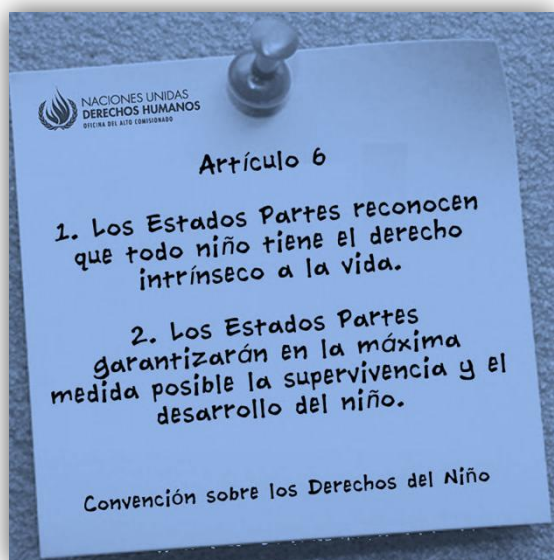 NACIONES UNIDAS
DERECHOS HUMANOS
OFICINA DEL ALTO COMISIONADO
Artículo 6
1. Los Estados Partes reconocen
que todo niño tiene el derecho
intrínseco a la vida.
2. Los Estados Partes
garantizarán en la máxima
medida posible la supervivencia y el
desarrollo del niño.
Convención sobre los Derechos del Niño